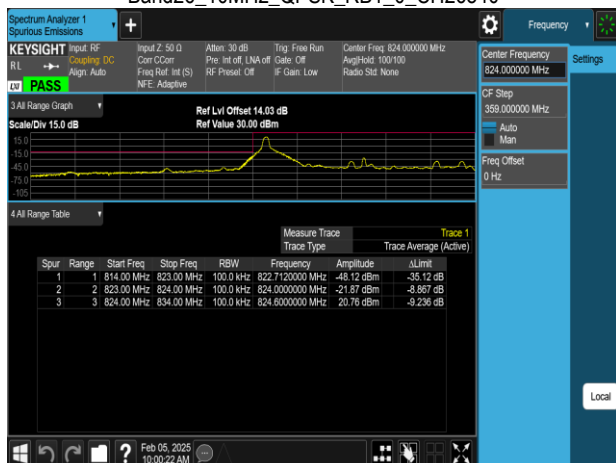 Spectrum Analyzer 1
Spurious Emissions
Frequency
KEYSIGHT Input: RF Input Z: 50 Ω Atten: 30 dB Trig: Free Run Center Freq: 824.000000 MHz
RL Coupling: DC Corr CCorr Pre: Int off, LNA off Gate: Off Avg|Hold: 100/100
Align: Auto Freq Ref: Int (S) RF Preset: Off IF Gain: Low Radio Std: None
LXI PASS NFE: Adaptive
Center Frequency
824.000000 MHz
Settings
CF Step
359.000000 MHz
Auto
Man
Freq Offset
0 Hz
3 All Range Graph
Ref Lvl Offset 14.03 dB
Scale/Div 15.0 dB Ref Value 30.00 dBm
15.0
-15.0
-45.0
-75.0
-105
4 All Range Table
Measure Trace Trace 1
Trace Type Trace Average (Active)
Spur Range Start Freq Stop Freq RBW Frequency Amplitude ΔLimit
1 1 814.00 MHz 823.00 MHz 100.0 kHz 822.7120000 MHz -48.12 dBm -35.12 dB
2 2 823.00 MHz 824.00 MHz 100.0 kHz 824.0000000 MHz -21.87 dBm -8.867 dB
3 3 824.00 MHz 834.00 MHz 100.0 kHz 824.6000000 MHz 20.76 dBm -9.236 dB
Local
Feb 05, 2025
10:00:22 AM